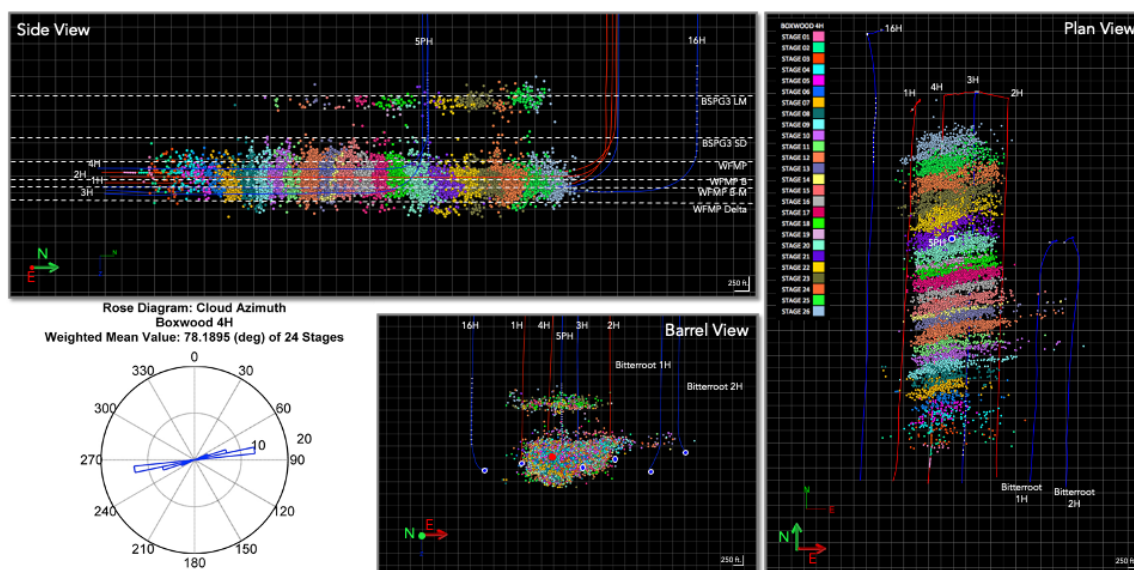 Side View
5PH
16H
BSPG3 LM
BSPG3 SD
4H
WFMP
2H
1H
WFMP B
3H
WFMP B-M
WFMP Delta
N
E
250 ft.
Rose Diagram: Cloud Azimuth
Boxwood 4H
Weighted Mean Value: 78.1895 (deg) of 24 Stages
0
330
30
300
60
10
20
270
90
240
120
210
150
180
Barrel View
16H
1H
4H
3H
2H
5PH
Bitterroot 1H
Bitterroot 2H
N
E
250 ft.
Plan View
BOXWOOD 4H
STAGE 01
STAGE 02
STAGE 03
STAGE 04
STAGE 05
STAGE 06
STAGE 07
STAGE 08
STAGE 09
STAGE 10
STAGE 11
STAGE 12
STAGE 13
STAGE 14
STAGE 15
STAGE 16
STAGE 17
STAGE 18
STAGE 19
STAGE 20
STAGE 21
STAGE 22
STAGE 23
STAGE 24
STAGE 25
STAGE 26
16H
3H
4H
1H
2H
5PH
Bitterroot
1H
Bitterroot
2H
N
E
N
E
250 ft.